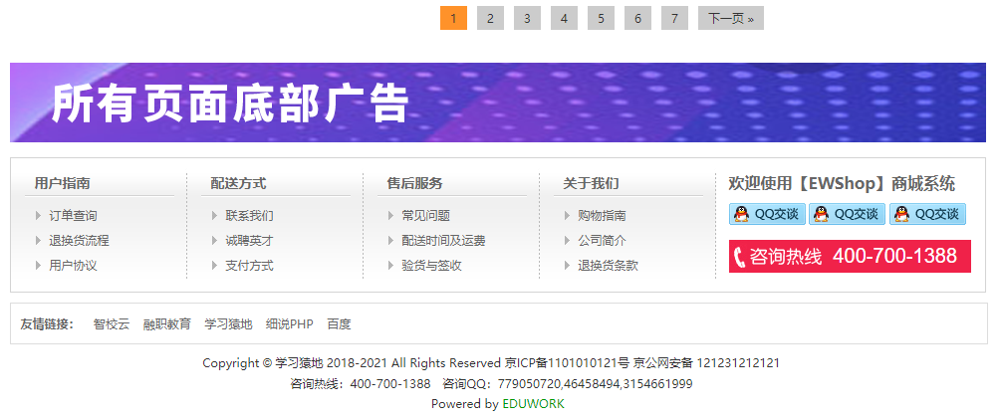 1 2 3 4 5 6 7 下一页 »
所有页面底部广告
用户指南 配送方式 售后服务 关于我们 欢迎使用【EWShop】商城系统
订单查询 联系我们 常见问题 购物指南 QQ交谈 QQ交谈 QQ交谈
退换货流程 诚聘英才 配送时间及运费 公司简介
用户协议 支付方式 验货与签收 退换货条款 咨询热线 400-700-1388
友情链接： 智校云 融职教育 学习猿地 细说PHP 百度
Copyright © 学习猿地 2018-2021 All Rights Reserved 京ICP备1101010121号 京公网安备 121231212121
咨询热线：400-700-1388 咨询QQ：779050720,46458494,3154661999
Powered by EDUWORK